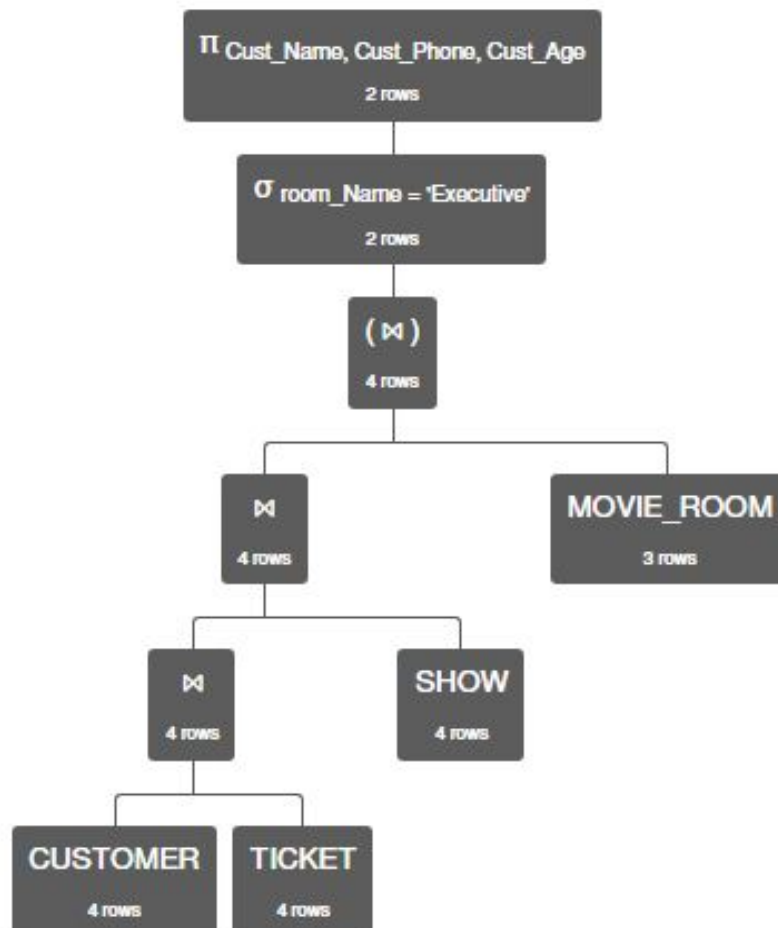 π Cust_Name, Cust_Phone, Cust_Age
2 rows
σ room_Name = 'Executive'
2 rows
( ⋈ )
4 rows
⋈
4 rows
MOVIE_ROOM
3 rows
⋈
4 rows
SHOW
4 rows
CUSTOMER
4 rows
TICKET
4 rows